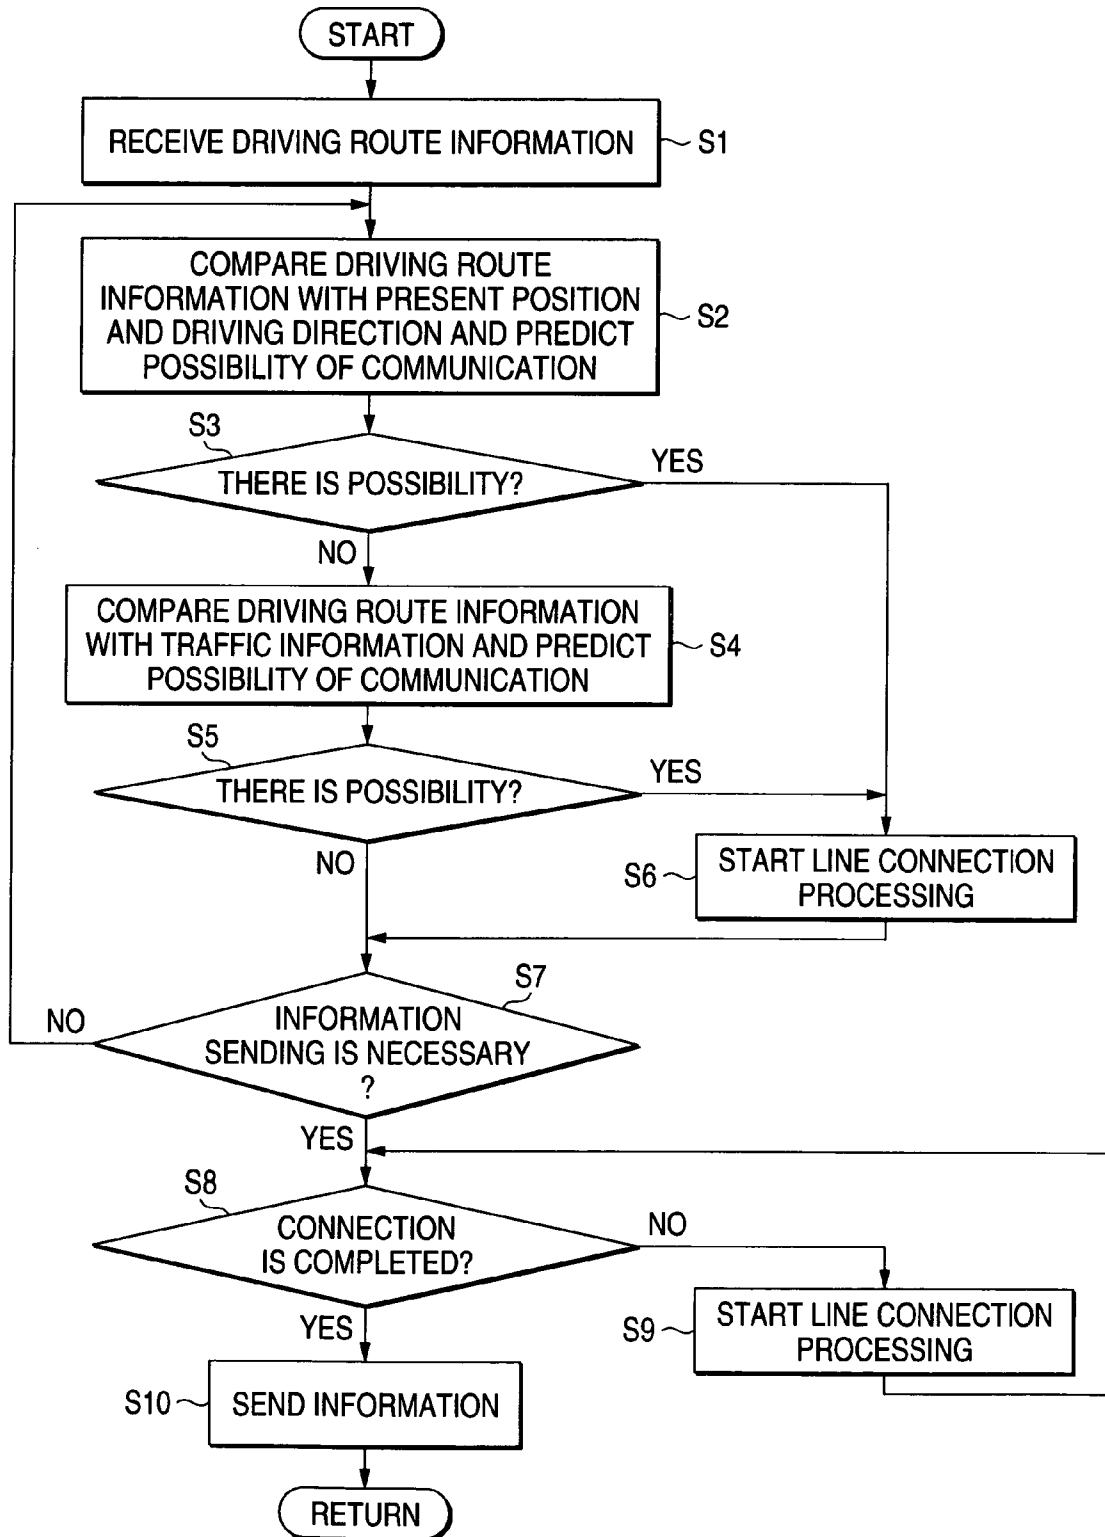 START
RECEIVE DRIVING ROUTE INFORMATION
S1
COMPARE DRIVING ROUTE
INFORMATION WITH PRESENT POSITION
AND DRIVING DIRECTION AND PREDICT
POSSIBILITY OF COMMUNICATION
S2
S3
THERE IS POSSIBILITY?
YES
NO
COMPARE DRIVING ROUTE INFORMATION
WITH TRAFFIC INFORMATION AND PREDICT
POSSIBILITY OF COMMUNICATION
S4
S5
THERE IS POSSIBILITY?
YES
NO
S6
START LINE CONNECTION
PROCESSING
S7
INFORMATION
SENDING IS NECESSARY
?
NO
YES
S8
CONNECTION
IS COMPLETED?
NO
YES
S9
START LINE CONNECTION
PROCESSING
S10
SEND INFORMATION
RETURN